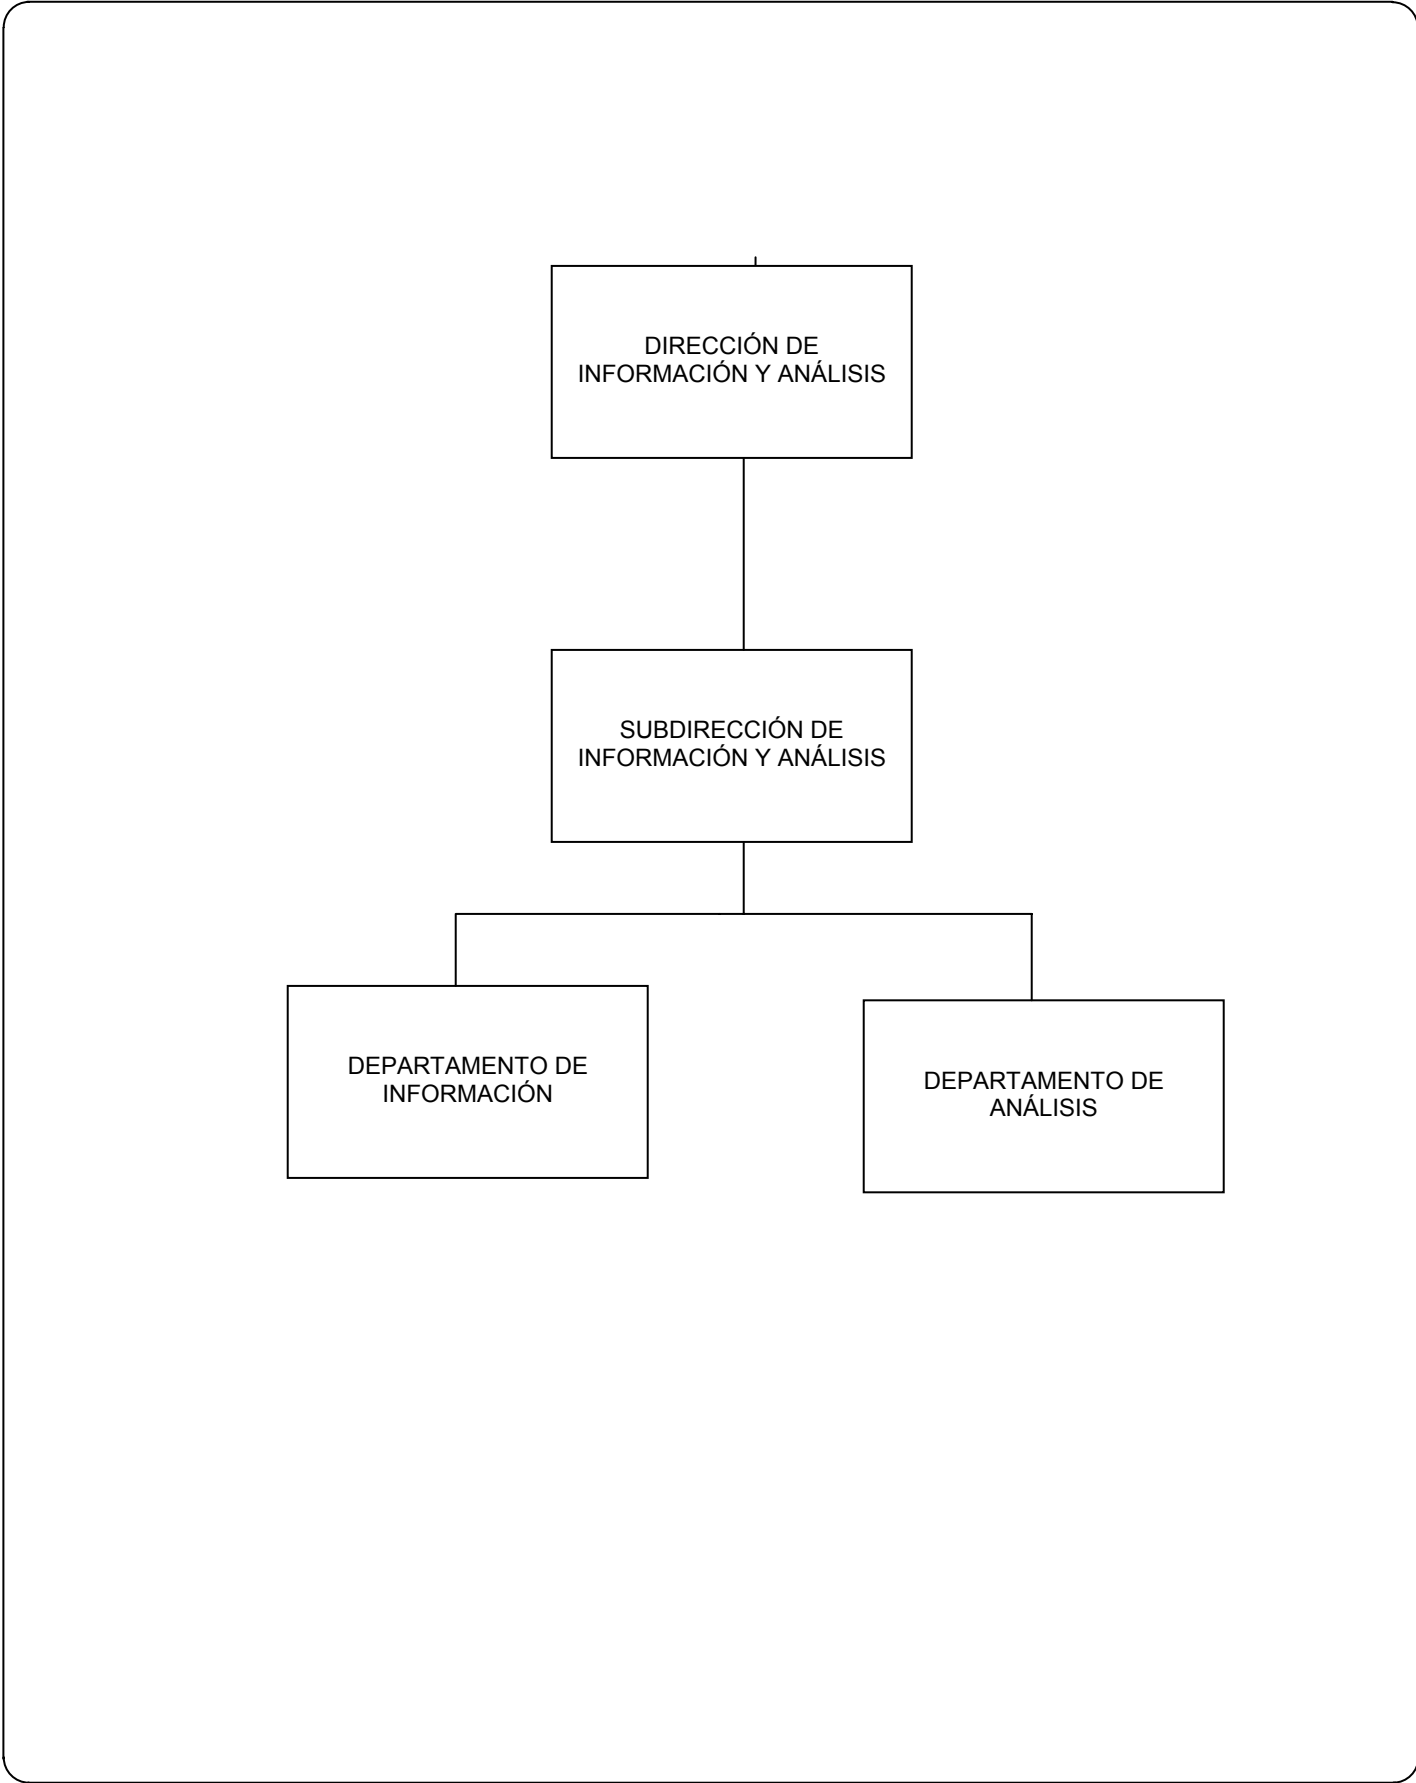 DIRECCIÓN DE
INFORMACIÓN Y ANÁLISIS
SUBDIRECCIÓN DE
INFORMACIÓN Y ANÁLISIS
DEPARTAMENTO DE
INFORMACIÓN
DEPARTAMENTO DE
ANÁLISIS